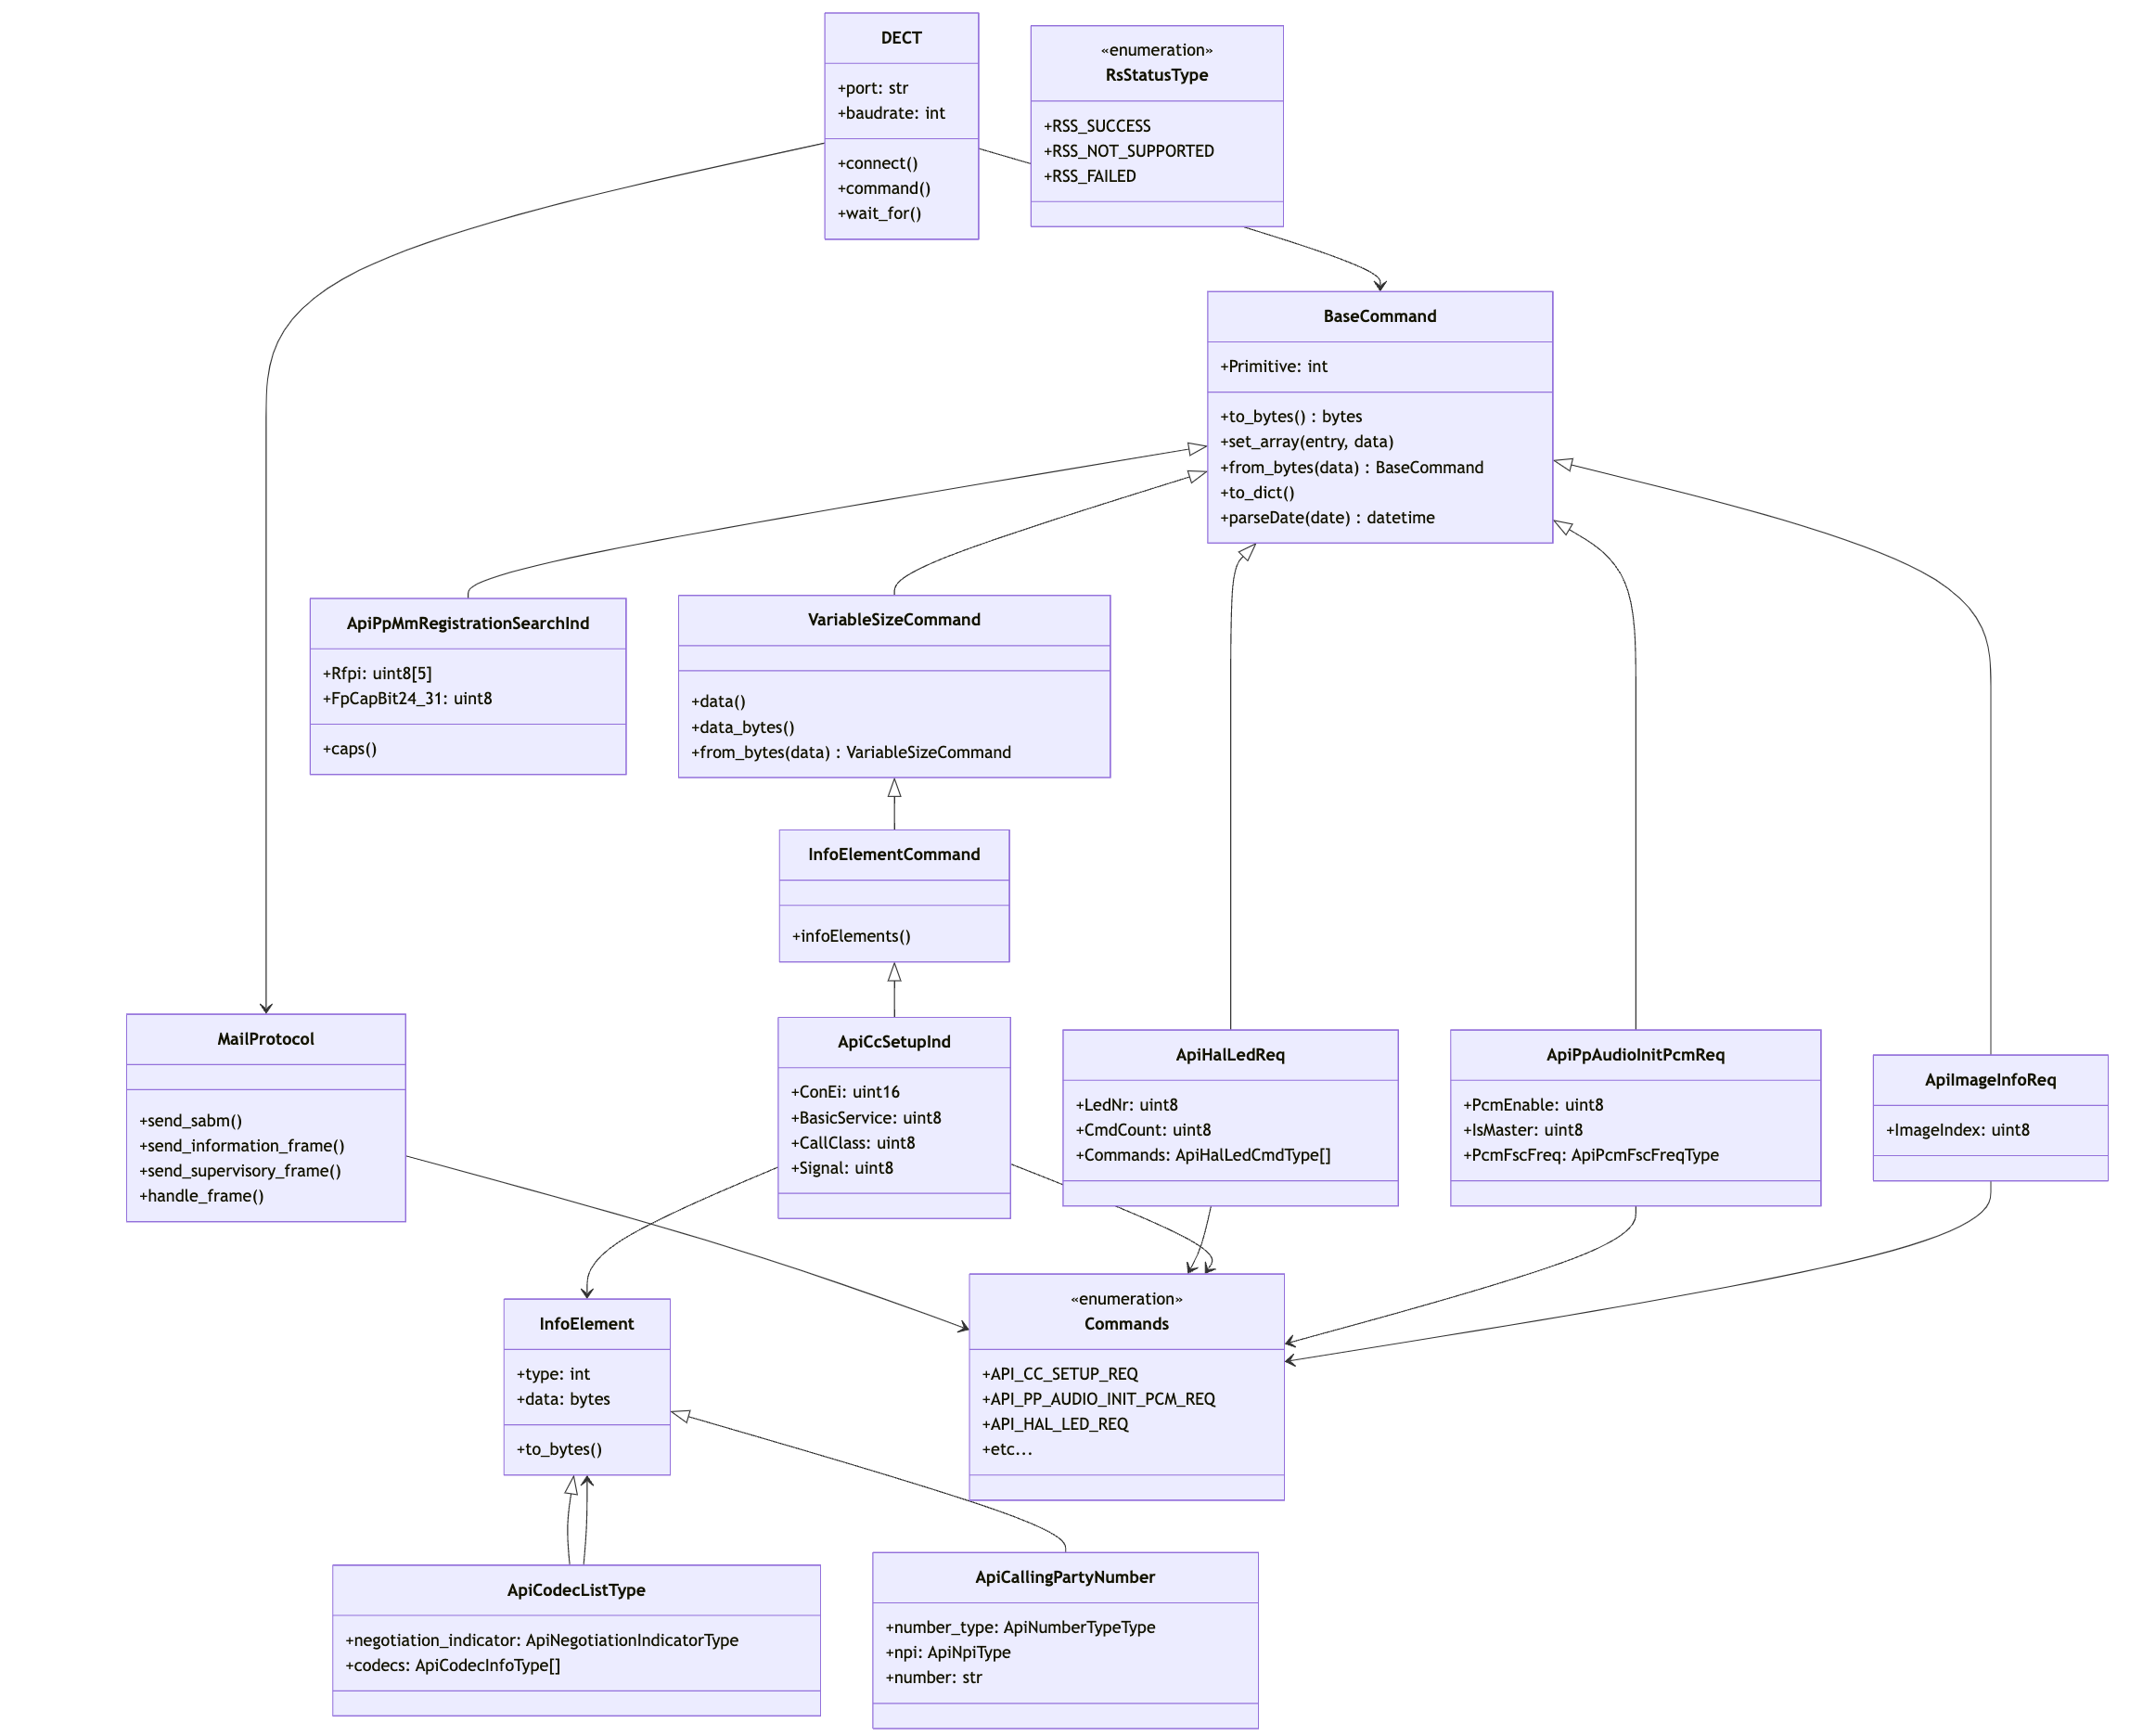 DECT
+port: str
+baudrate: int
+connect()
+command()
+wait_for()
«enumeration»
RsStatusType
+RSS_SUCCESS
+RSS_NOT_SUPPORTED
+RSS_FAILED
BaseCommand
+Primitive: int
+to_bytes() : bytes
+set_array(entry, data)
+from_bytes(data) : BaseCommand
+to_dict()
+parseDate(date) : datetime
ApiPpMmRegistrationSearchInd
+Rfpi: uint8[5]
+FpCapBit24_31: uint8
+caps()
VariableSizeCommand
+data()
+data_bytes()
+from_bytes(data) : VariableSizeCommand
InfoElementCommand
+infoElements()
MailProtocol
+send_sabm()
+send_information_frame()
+send_supervisory_frame()
+handle_frame()
ApiCcSetupInd
+ConEi: uint16
+BasicService: uint8
+CallClass: uint8
+Signal: uint8
ApiHalLedReq
+LedNr: uint8
+CmdCount: uint8
+Commands: ApiHalLedCmdType[]
ApiPpAudioInitPcmReq
+PcmEnable: uint8
+IsMaster: uint8
+PcmFscFreq: ApiPcmFscFreqType
ApiImageInfoReq
+ImageIndex: uint8
InfoElement
+type: int
+data: bytes
+to_bytes()
«enumeration»
Commands
+API_CC_SETUP_REQ
+API_PP_AUDIO_INIT_PCM_REQ
+API_HAL_LED_REQ
+etc...
ApiCodecListType
+negotiation_indicator: ApiNegotiationIndicatorType
+codecs: ApiCodecInfoType[]
ApiCallingPartyNumber
+number_type: ApiNumberTypeType
+npi: ApiNpiType
+number: str